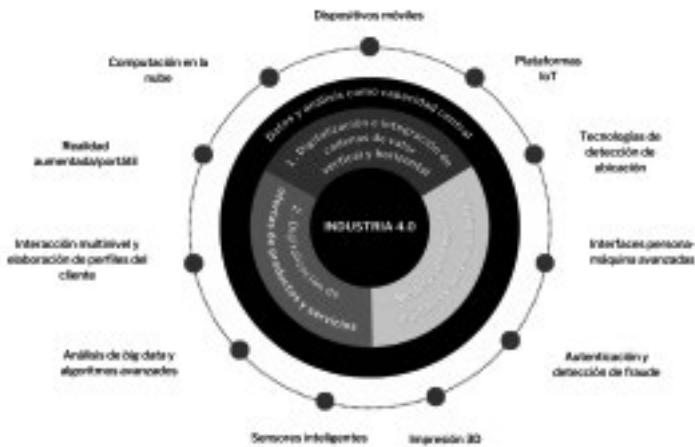 Dispositivos móviles
Plataformas
IoT
Tecnologías de
detección de
ubicación
Interfaces persona-
máquina avanzadas
Autenticación y
detección de fraude
Impresión 3D
Sensores inteligentes
Análisis de big data y
algoritmos avanzados
Interacción multinivel y
elaboración de perfiles del
cliente
Realidad
aumentada/portátil
Computación en la
nube
Datos y análisis como capacidad central
1. Digitalización e integración de
cadenas de valor
vertical y horizontal
2. Digitalización de
ofertas de productos y servicios
INDUSTRIA 4.0